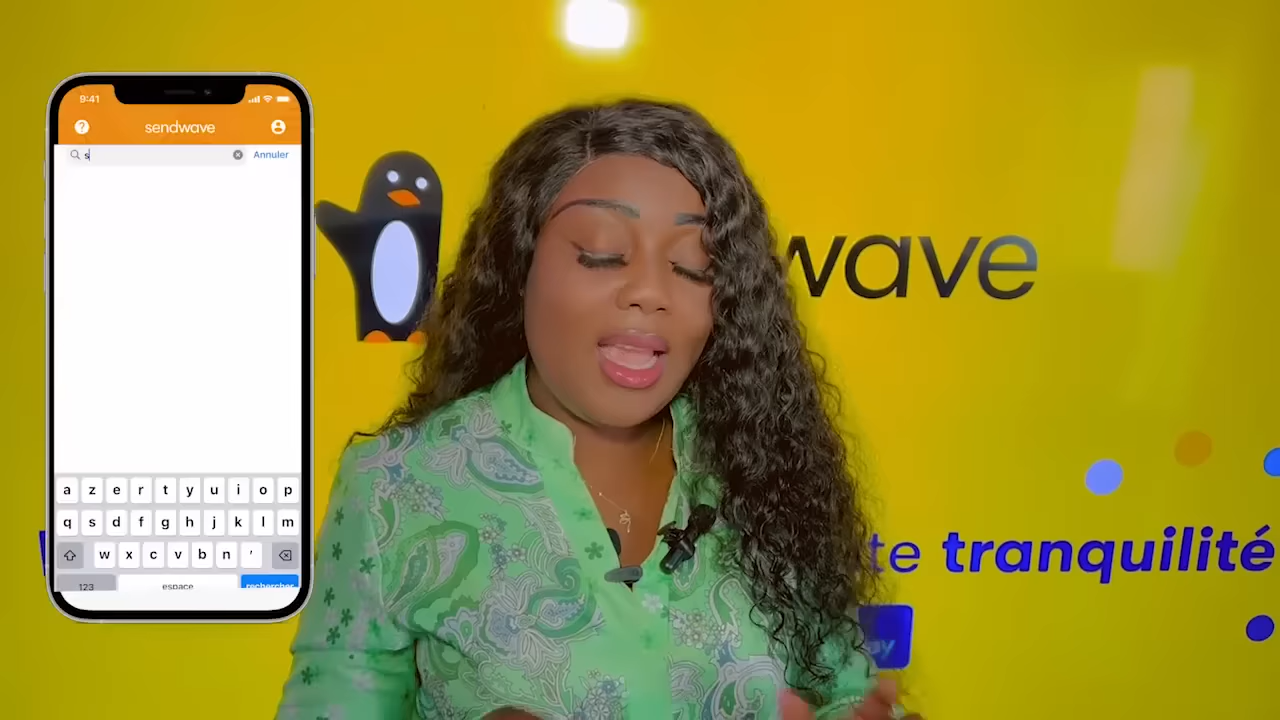 9:41
sendwave
s
Annuler
a z e r t y u i o p
q s d f g h j k l m
w x c v b n '
123 espace rechercher
wave
te tranquilité